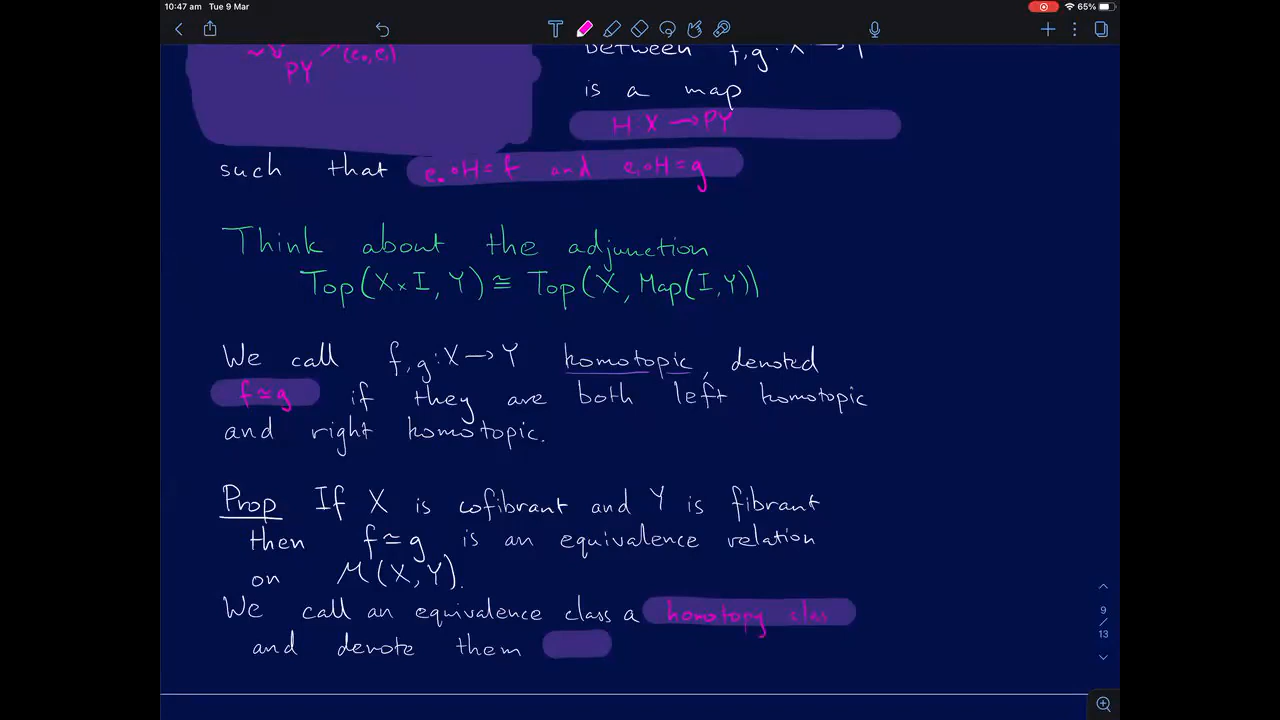 10:47 am Tue 9 Mar
65%
PY (e₀,e₁)
between f,g: X → Y
is a map
H: X → PY
such that e₀∘H=f and e₁∘H=g
Think about the adjunction
Top(X×I, Y) ≅ Top(X, Map(I,Y))
We call f,g: X → Y homotopic, denoted
f≃g if they are both left homotopic
and right homotopic.
Prop If X is cofibrant and Y is fibrant
then f≃g is an equivalence relation
on M(X,Y).
We call an equivalence class a homotopy clas
and denote them
9
/
13